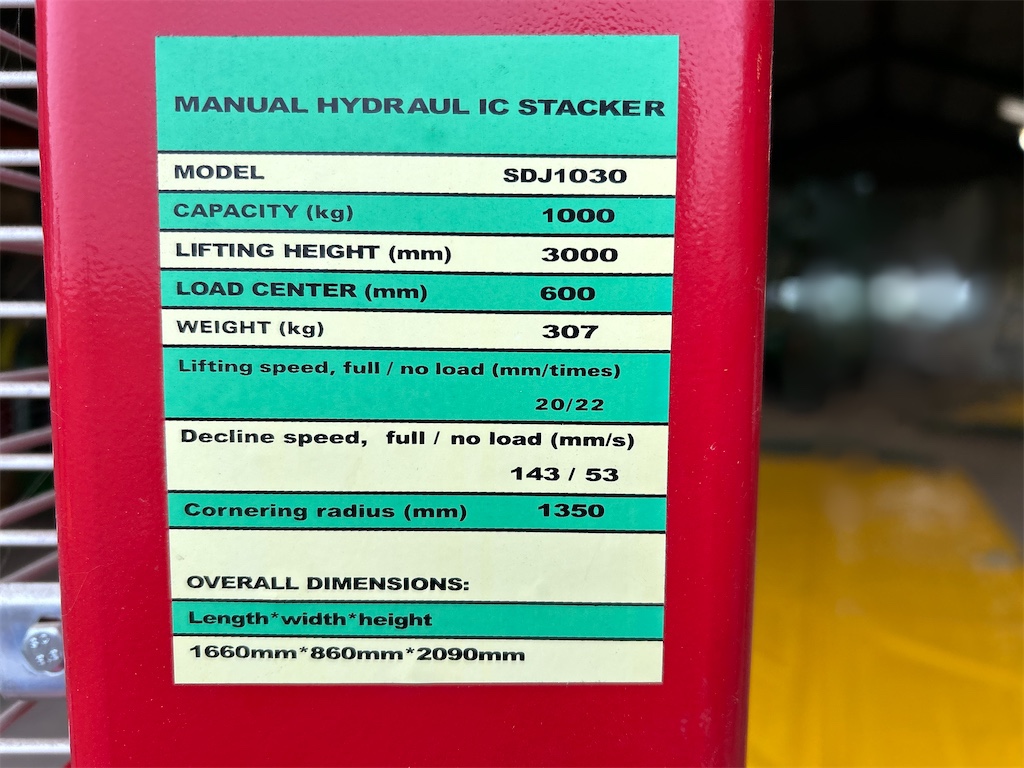 MANUAL HYDRAUL IC STACKER
MODEL SDJ1030
CAPACITY (kg) 1000
LIFTING HEIGHT (mm) 3000
LOAD CENTER (mm) 600
WEIGHT (kg) 307
Lifting speed, full / no load (mm/times)
20/22
Decline speed, full / no load (mm/s)
143 / 53
Cornering radius (mm) 1350
OVERALL DIMENSIONS:
Length*width*height
1660mm*860mm*2090mm